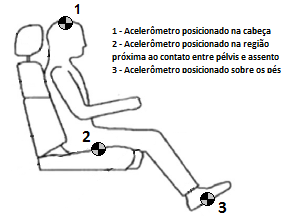 1
1 - Acelerômetro posicionado na cabeça
2 - Acelerômetro posicionado na região
próxima ao contato entre pélvis e assento
3 - Acelerômetro posicionado sobre os pés
2
3